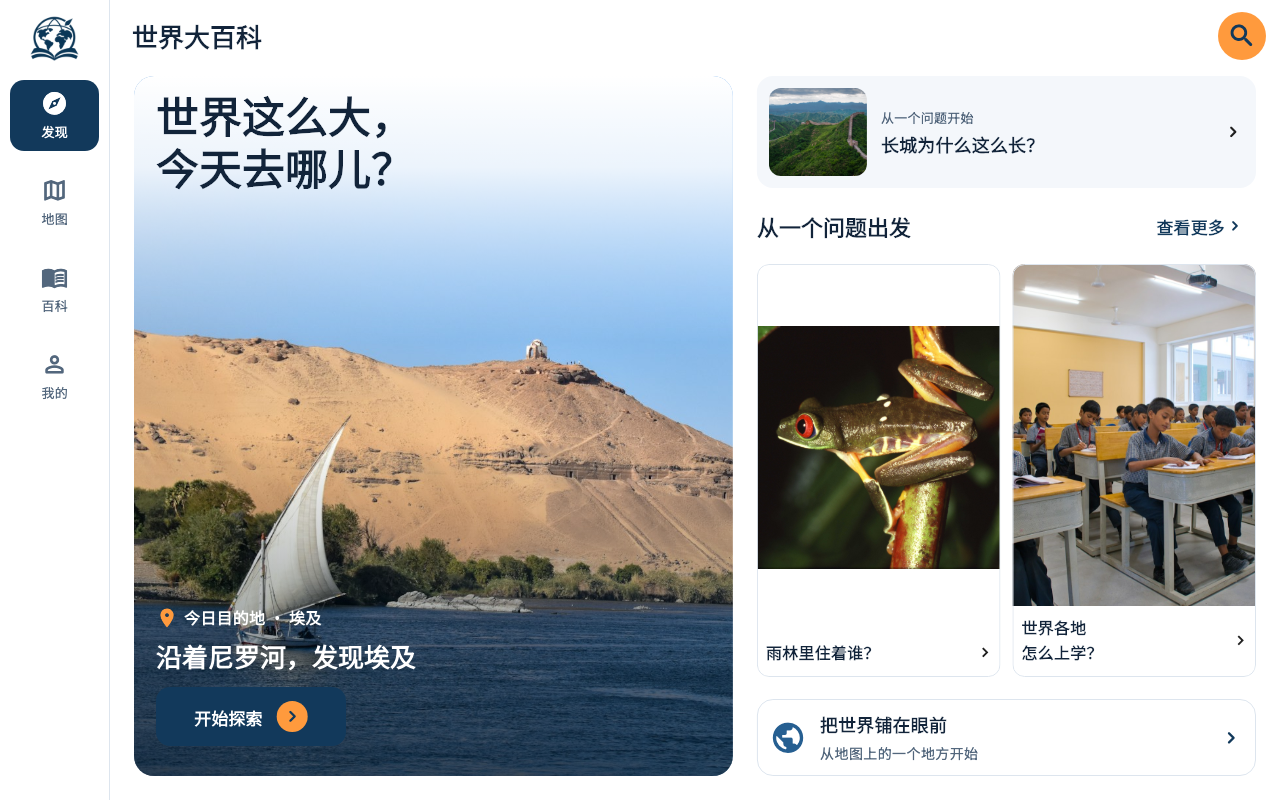 世界大百科
发现
地图
百科
我的
世界这么大，
今天去哪儿？
今日目的地 · 埃及
沿着尼罗河，发现埃及
开始探索
从一个问题开始
长城为什么这么长？
从一个问题出发
查看更多
雨林里住着谁？
世界各地
怎么上学？
把世界铺在眼前
从地图上的一个地方开始